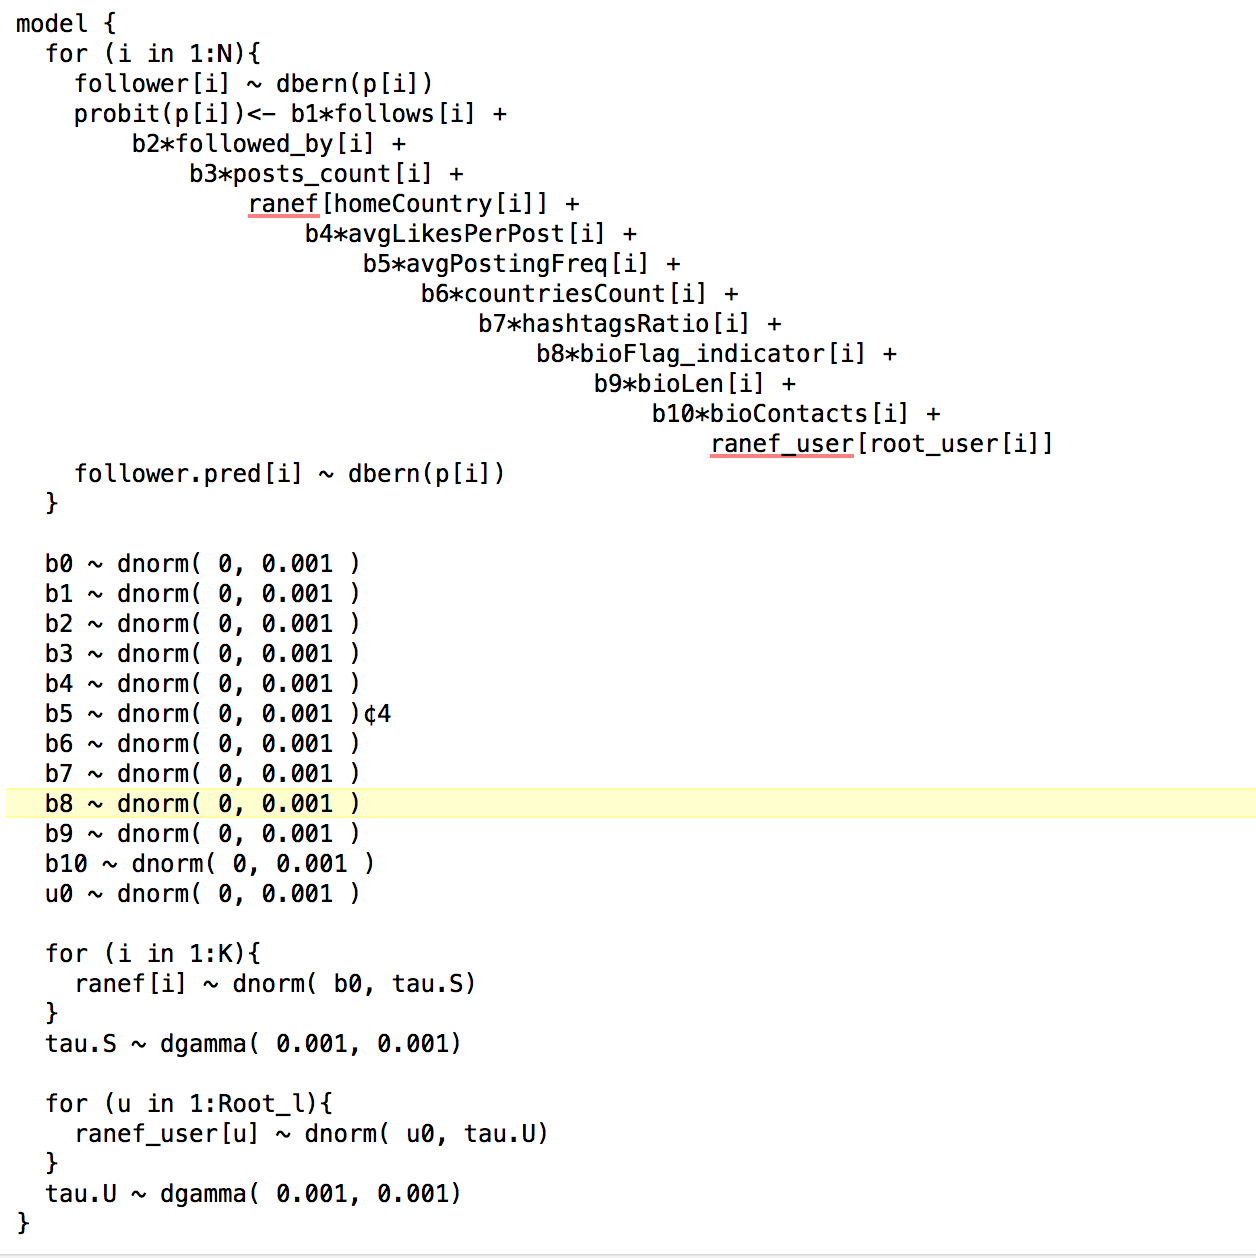 model {
  for (i in 1:N){
    follower[i] ~ dbern(p[i])
    probit(p[i])<- b1*follows[i] +
        b2*followed_by[i] +
            b3*posts_count[i] +
                ranef[homeCountry[i]] +
                    b4*avgLikesPerPost[i] +
                        b5*avgPostingFreq[i] +
                            b6*countriesCount[i] +
                                b7*hashtagsRatio[i] +
                                    b8*bioFlag_indicator[i] +
                                        b9*bioLen[i] +
                                            b10*bioContacts[i] +
                                                ranef_user[root_user[i]]
    follower.pred[i] ~ dbern(p[i])
  }

  b0 ~ dnorm( 0, 0.001 )
  b1 ~ dnorm( 0, 0.001 )
  b2 ~ dnorm( 0, 0.001 )
  b3 ~ dnorm( 0, 0.001 )
  b4 ~ dnorm( 0, 0.001 )
  b5 ~ dnorm( 0, 0.001 )¢4
  b6 ~ dnorm( 0, 0.001 )
  b7 ~ dnorm( 0, 0.001 )
  b8 ~ dnorm( 0, 0.001 )
  b9 ~ dnorm( 0, 0.001 )
  b10 ~ dnorm( 0, 0.001 )
  u0 ~ dnorm( 0, 0.001 )

  for (i in 1:K){
    ranef[i] ~ dnorm( b0, tau.S)
  }
  tau.S ~ dgamma( 0.001, 0.001)

  for (u in 1:Root_l){
    ranef_user[u] ~ dnorm( u0, tau.U)
  }
  tau.U ~ dgamma( 0.001, 0.001)
}